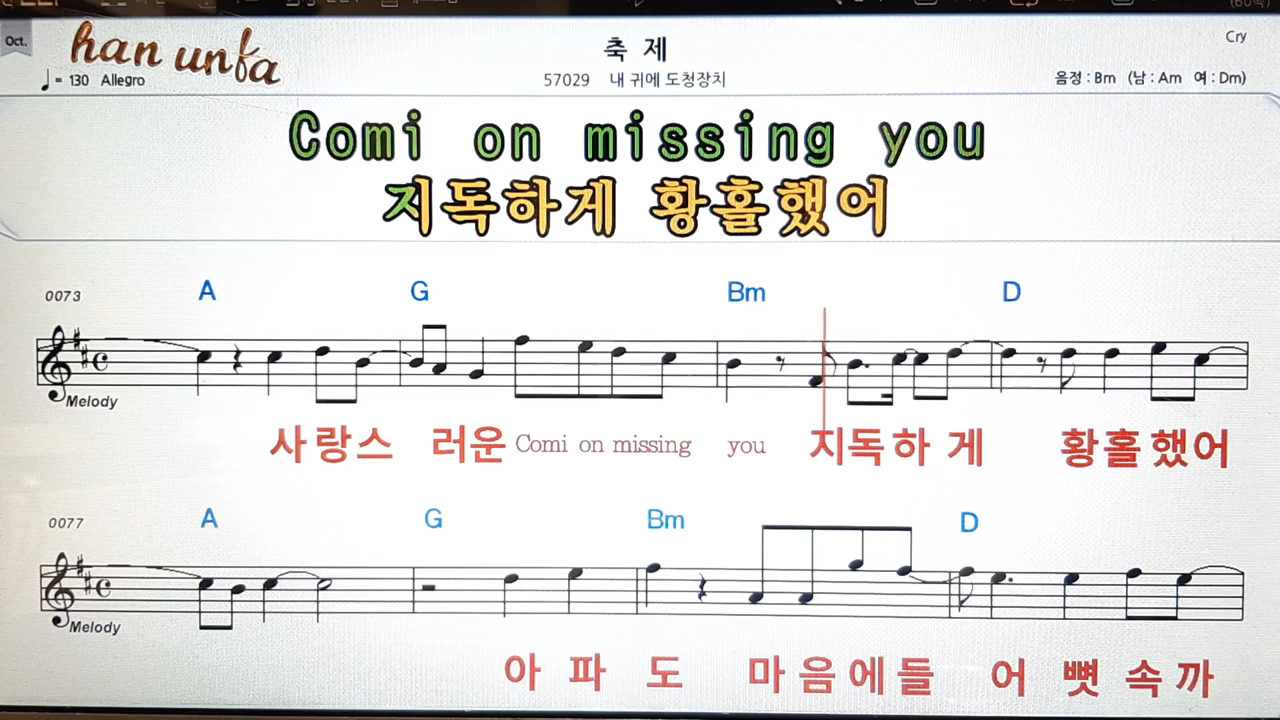 Oct.
han unfa
축 제
Cry
♩= 130 Allegro
57029 내 귀에 도청장치
음정 : Bm (남 : Am 여 : Dm)
Comi on missing you
지독하게 황홀했어
0073
A G Bm D
Melody
사랑스 러운 Comi on missing you 지독하 게 황홀했어
0077
A G Bm D
Melody
아 파 도 마음에들 어 뼛 속 까